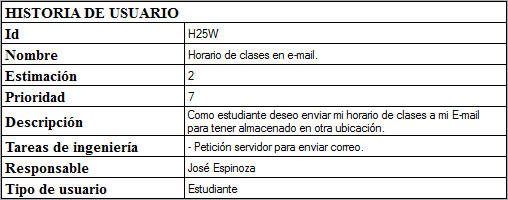 HISTORIA DE USUARIO
Id H25W
Nombre Horario de clases en e-mail.
Estimación 2
Prioridad 7
Descripción Como estudiante deseo enviar mi horario de clases a mi E-mail
para tener almacenado en otra ubicación.
Tareas de ingeniería - Petición servidor para enviar correo.
Responsable José Espinoza
Tipo de usuario Estudiante